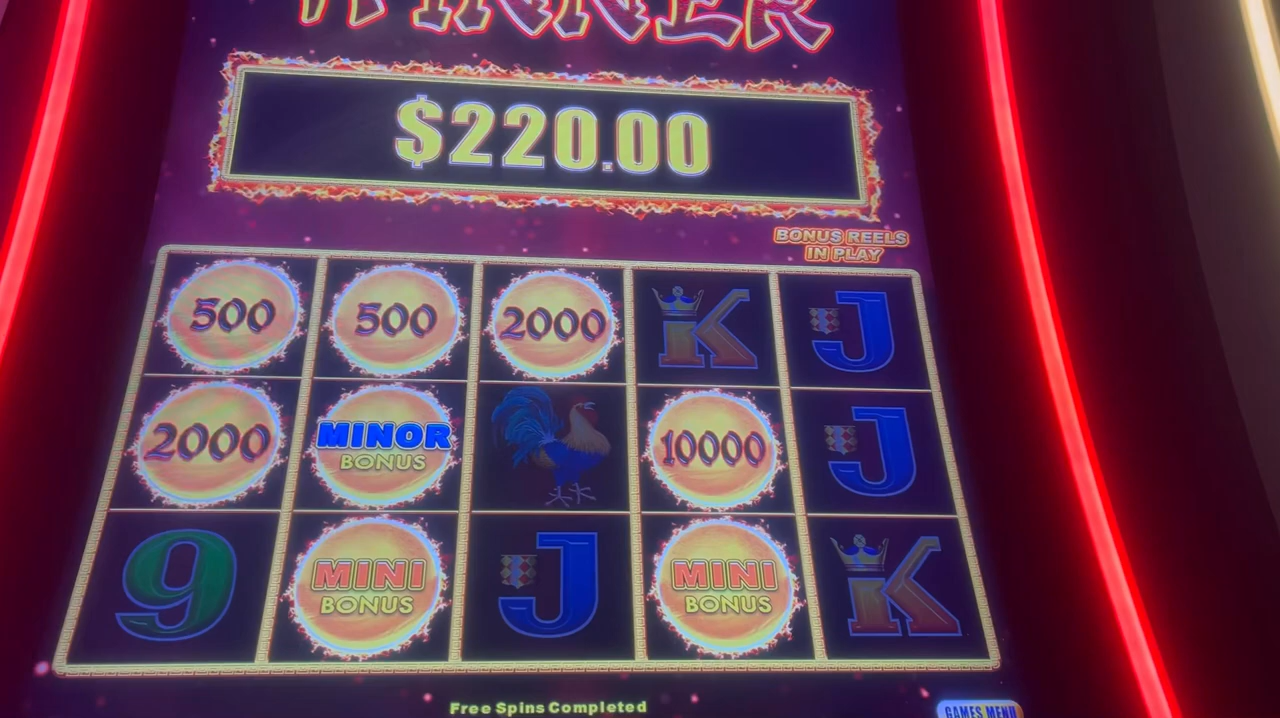 WINNER
$220.00
BONUS REELS
IN PLAY
500 500 2000 K J
2000 MINOR BONUS 10000 J
9 MINI BONUS J MINI BONUS K
Free Spins Completed
GAMES MENU